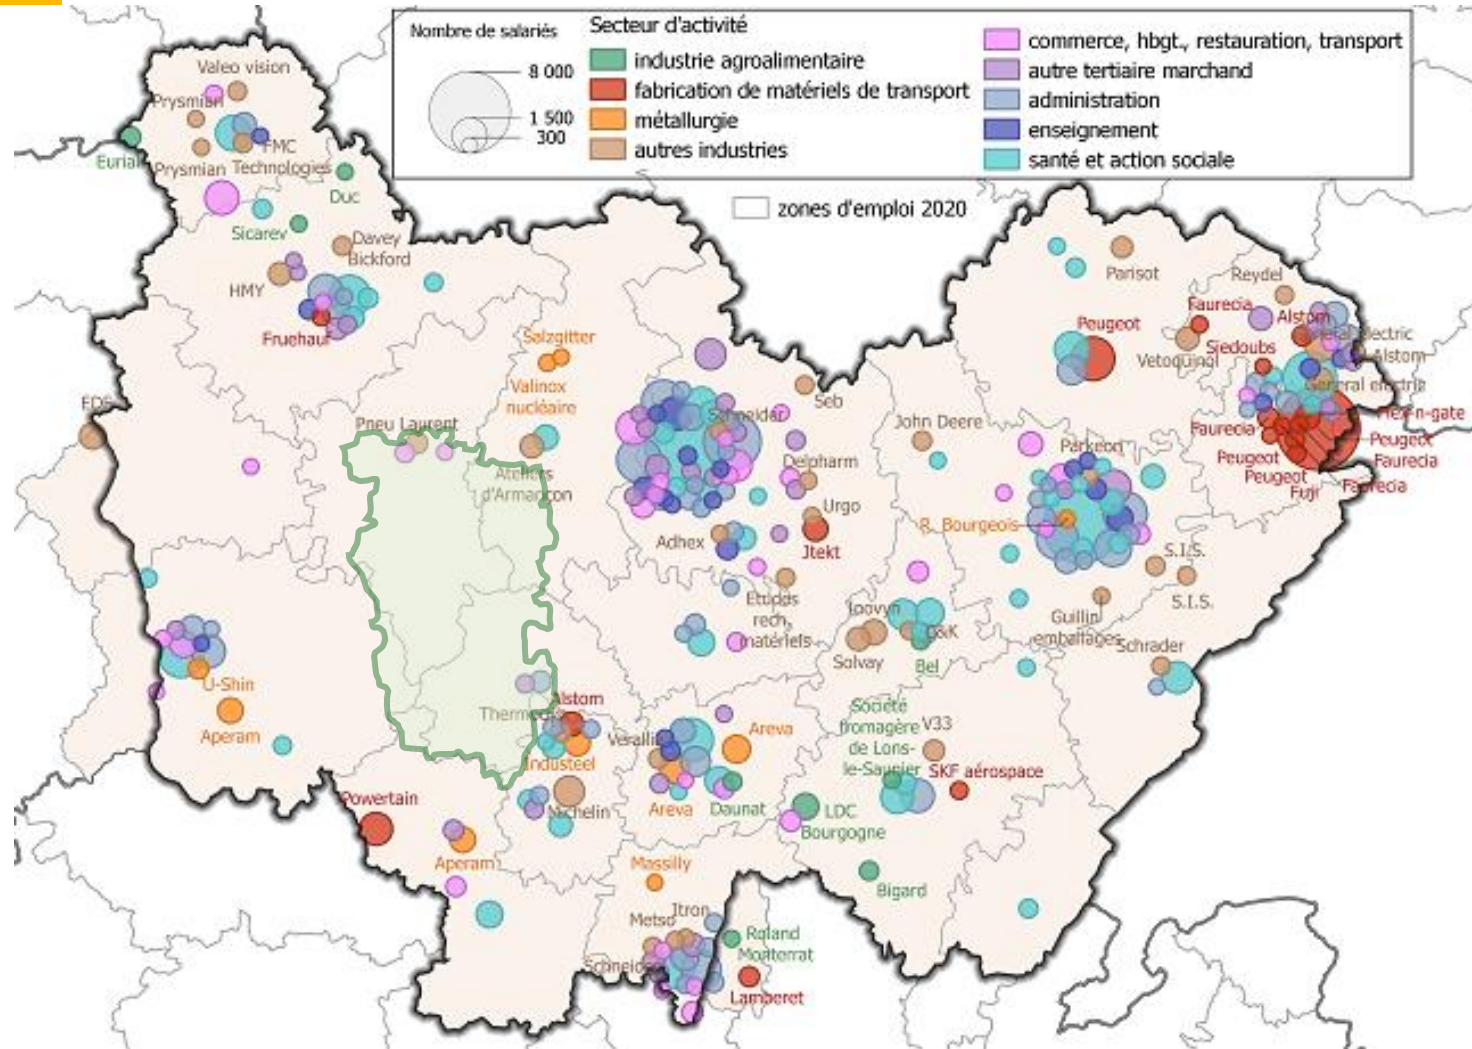 Nombre de salariés
8 000
1 500
300
Secteur d'activité
industrie agroalimentaire
fabrication de matériels de transport
métallurgie
autres industries
commerce, hbgt., restauration, transport
autre tertiaire marchand
administration
enseignement
santé et action sociale
zones d'emploi 2020
Valeo vision
Prysmian
Eurial
Prysmian
FMC
Technologies
Duc
Sicarev
Davey
Bickford
HMY
Fruehauf
Salzgitter
Valinox
nucléaire
EDF
Pneu Laurent
Ateliers
d'Armançon
Schneider
Seb
Delpharm
Urgo
Adhex
Jtekt
Etudes
rech.
matériels
Parisot
Reydel
Peugeot
Faurecia
Alstom
General electric
Vetoquinol
Siedoubs
Alstom
General electric
John Deere
Parkeon
Flex-n-gate
Faurecia
Peugeot
Peugeot
Faurecia
Peugeot
Fuji
Faurecia
R. Bourgeois
S.I.S.
S.I.S.
Guillin
emballages
Schrader
Inovyn
Solvay
Bel
U-Shin
Aperam
Alstom
Industeel
Michelin
Verallia
Areva
Areva
Daunat
Société
fromagère
de Lons-
le-Saunier
V33
SKF aérospace
LDC
Bourgogne
Bigard
Powertain
Aperam
Massilly
Metso
Itron
Schneider
Roland
Monterrat
Lamberet